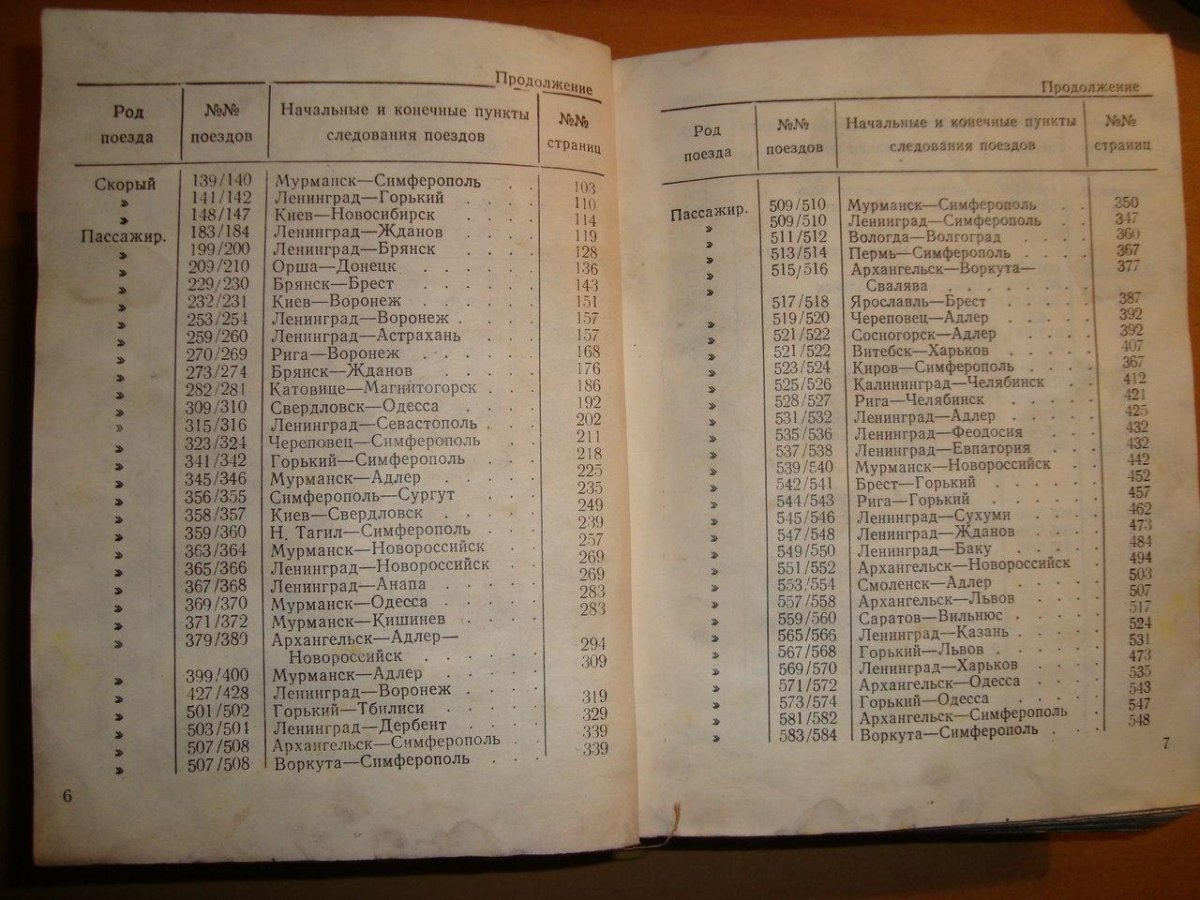 Продолжение
Род поезда №№ поездов Начальные и конечные пункты следования поездов №№ страниц
Скорый 139/140 Мурманск—Симферополь . . 103
» 141/142 Ленинград—Горький . . . 110
» 148/147 Киев—Новосибирск . . . 114
Пассажир. 183/184 Ленинград—Жданов . . . . 119
» 199/200 Ленинград—Брянск . . . . 128
» 209/210 Орша—Донецк . . . . . . 136
» 229/230 Брянск—Брест . . . . . . 143
» 232/231 Киев—Воронеж . . . . . . 151
» 253/254 Ленинград—Воронеж . . . . 157
» 259/260 Ленинград—Астрахань . . . 157
» 270/269 Рига—Воронеж . . . . . . 168
» 273/274 Брянск—Жданов . . . . . 176
» 282/281 Катовице—Магнитогорск . . 186
» 309/310 Свердловск—Одесса . . . . 192
» 315/316 Ленинград—Севастополь . . 202
» 323/324 Череповец—Симферополь . . 211
» 341/342 Горький—Симферополь . . . 218
» 345/346 Мурманск—Адлер . . . . 225
» 356/355 Симферополь—Сургут . . . 235
» 358/357 Киев—Свердловск . . . . 249
» 359/360 Н. Тагил—Симферополь . . . 239
» 363/364 Мурманск—Новороссийск . . 257
» 365/366 Ленинград—Новороссийск . . 269
» 367/368 Ленинград—Анапа . . . . 269
» 369/370 Мурманск—Одесса . . . . 283
» 371/372 Мурманск—Кишинев . . . . 283
» 379/380 Архангельск—Адлер—
Новороссийск . . . . . . 294
» 399/400 Мурманск—Адлер . . . . . 309
» 427/428 Ленинград—Воронеж . . . .
» 501/502 Горький—Тбилиси . . . . . 319
» 503/504 Ленинград—Дербент . . . . 329
» 507/508 Архангельск—Симферополь . . 339
» 507/508 Воркута—Симферополь . . . 339
6
Продолжение
Род поезда №№ поездов Начальные и конечные пункты следования поездов №№ страниц
Пассажир. 509/510 Мурманск—Симферополь . . 350
» 509/510 Ленинград—Симферополь . . 347
» 511/512 Вологда—Волгоград . . . . 360
» 513/514 Пермь—Симферополь . . . . 367
» 515/516 Архангельск—Воркута— 377
Свалява . . . . . . . .
» 517/518 Ярославль—Брест . . . . . 387
» 519/520 Череповец—Адлер . . . . . 392
» 521/522 Сосногорск—Адлер . . . . 392
» 521/522 Витебск—Харьков . . . . . 407
» 523/524 Киров—Симферополь . . . . 367
» 525/526 Калининград—Челябинск . . 412
» 528/527 Рига—Челябинск . . . . . 421
» 531/532 Ленинград—Адлер . . . . . 425
» 535/536 Ленинград—Феодосия . . . 432
» 537/538 Ленинград—Евпатория . . . 432
» 539/540 Мурманск—Новороссийск . . 442
» 542/541 Брест—Горький . . . . . . 452
» 544/543 Рига—Горький . . . . . . 457
» 545/546 Ленинград—Сухуми . . . . 462
» 547/548 Ленинград—Жданов . . . . 473
» 549/550 Ленинград—Баку . . . . . 484
» 551/552 Архангельск—Новороссийск . 494
» 553/554 Смоленск—Адлер . . . . . 503
» 557/558 Архангельск—Львов . . . . 507
» 559/560 Саратов—Вильнюс . . . . . 517
» 565/566 Ленинград—Казань . . . . . 524
» 567/568 Горький—Львов . . . . . . 531
» 569/570 Ленинград—Харьков . . . . 473
» 571/572 Архангельск—Одесса . . . . 535
» 573/574 Горький—Одесса . . . . . 543
» 581/582 Архангельск—Симферополь . . 547
» 583/584 Воркута—Симферополь . . . 548
7